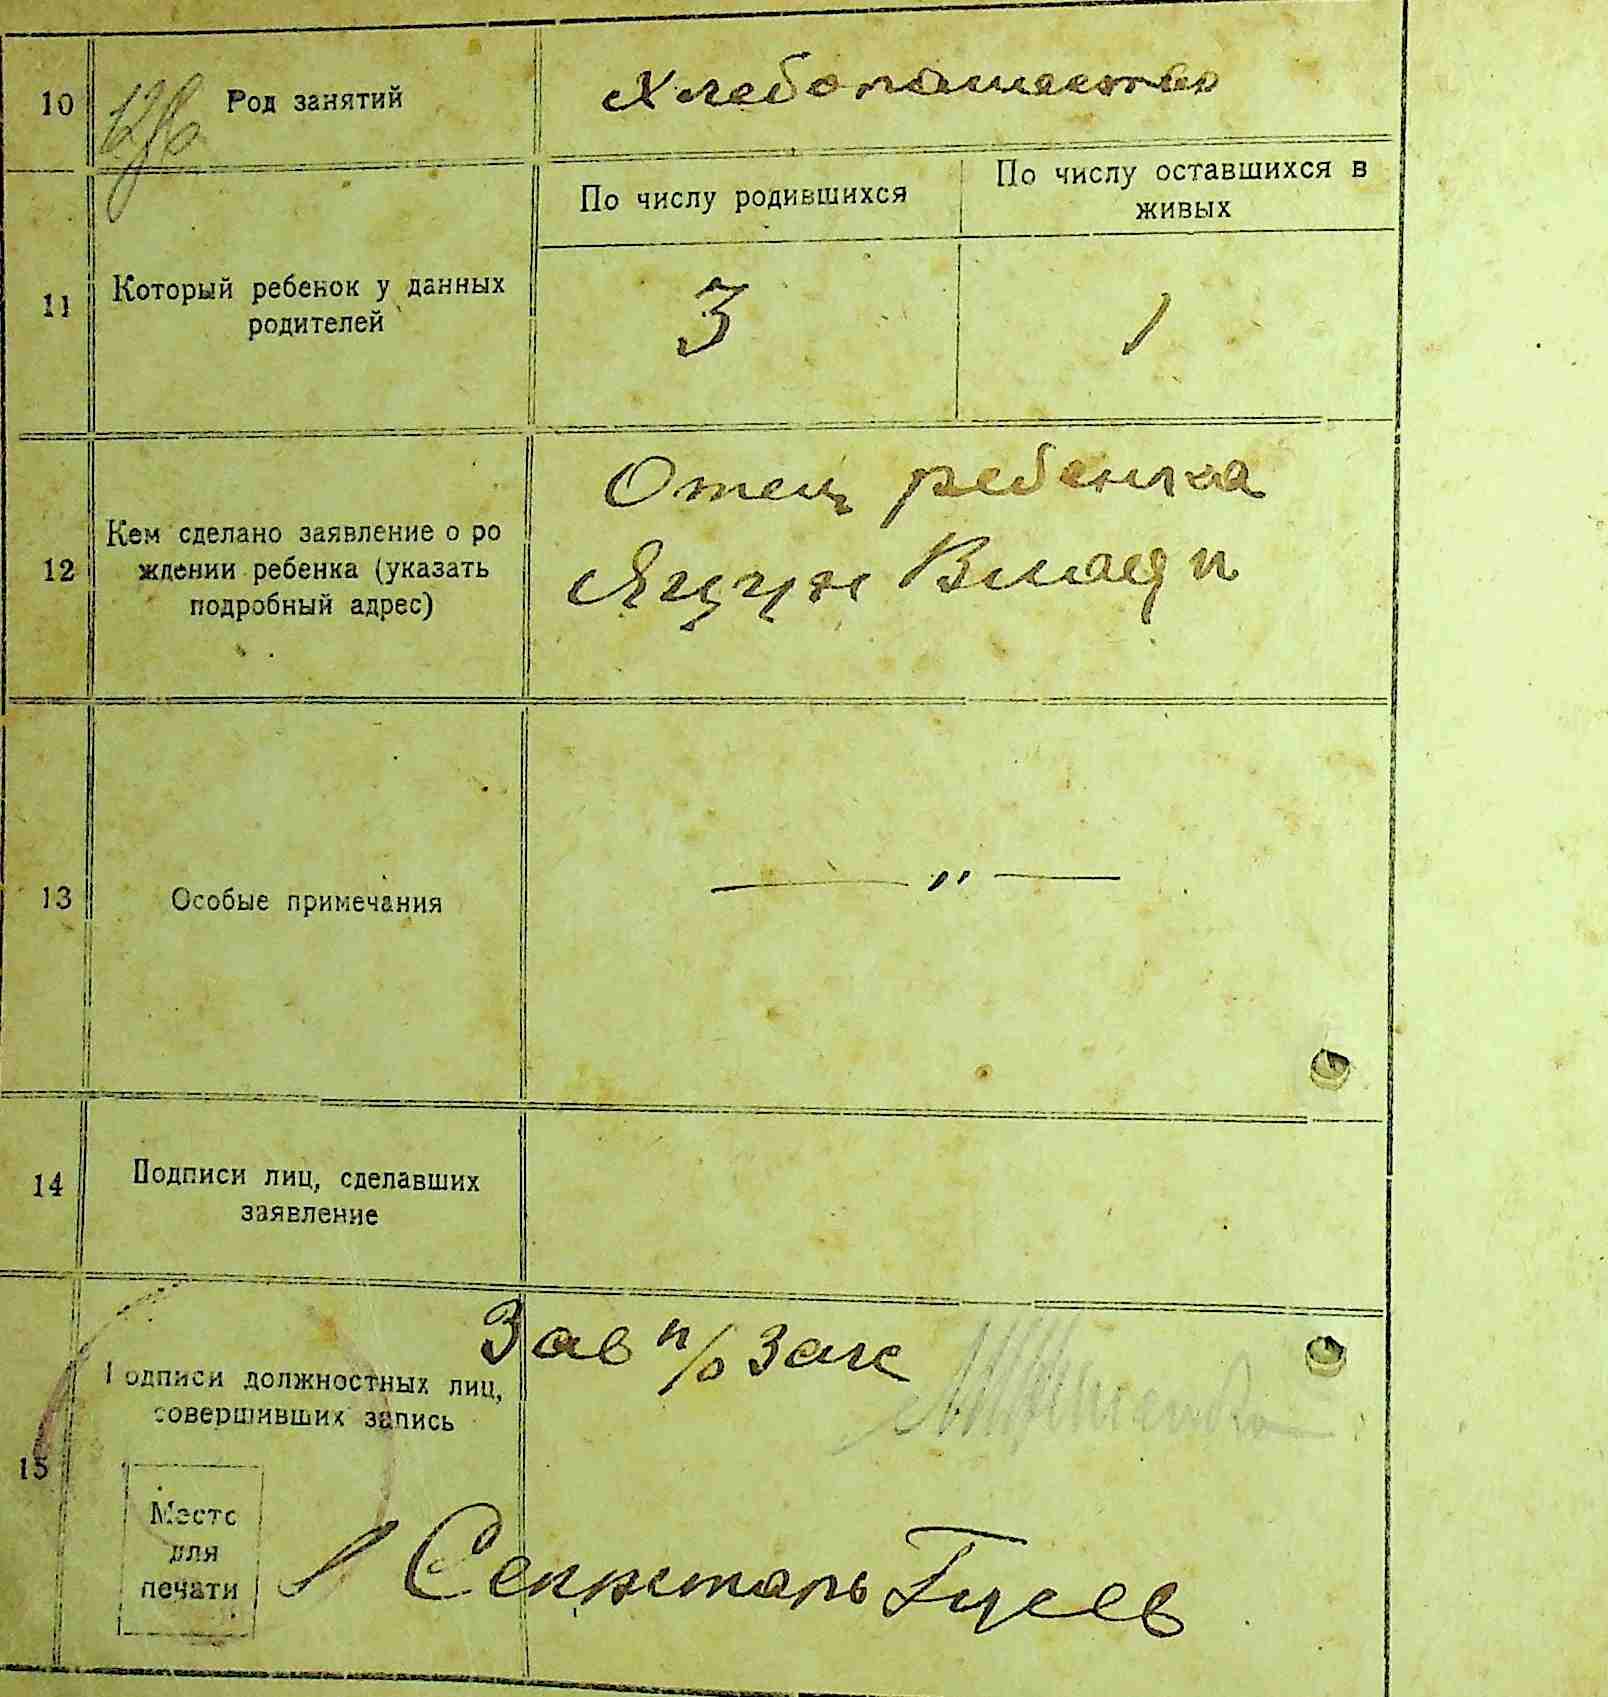 10 Род занятий Хлебопашество
По числу родившихся
По числу оставшихся в
живых
11 Который ребенок у данных
родителей
3 1
12 Кем сделано заявление о ро
ждении ребенка (указать
подробный адрес)
Отец ребенка
13 Особые примечания — " —
14 Подписи лиц, сделавших
заявление
15 Подписи должностных лиц,
совершивших запись
Зав п/о Загс
Место
для
печати
Секретарь Гусев